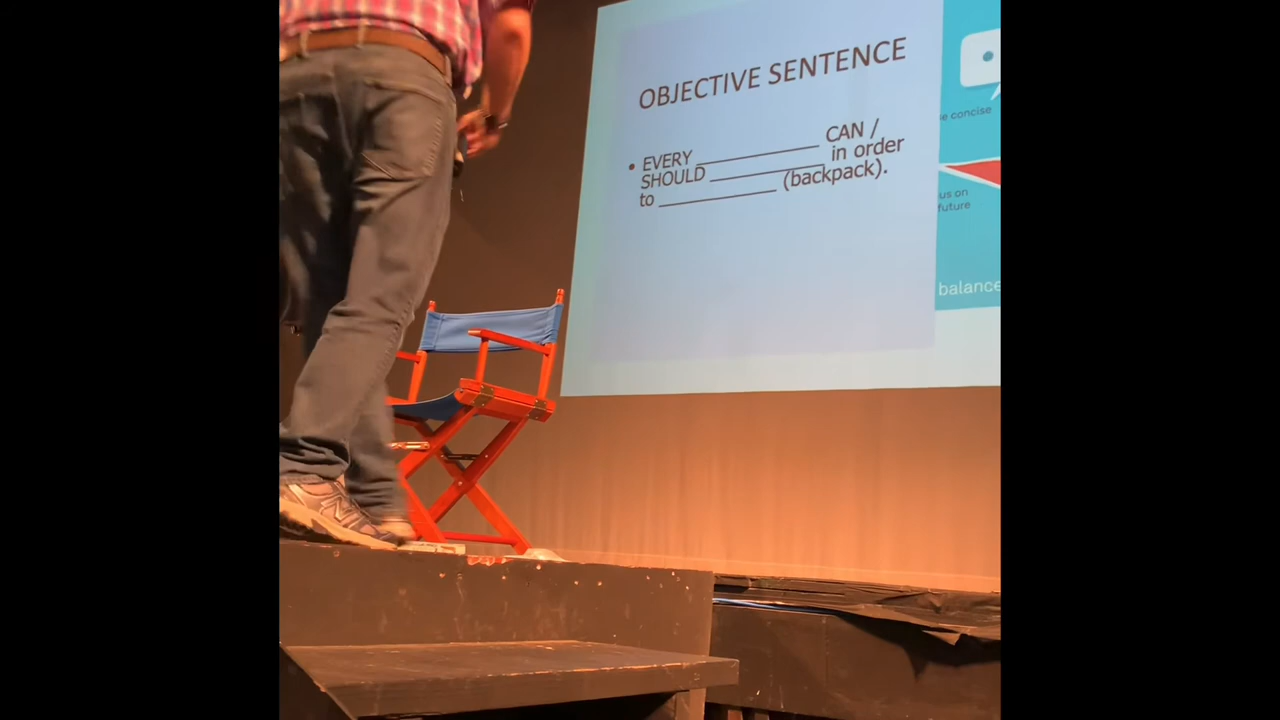 OBJECTIVE SENTENCE
• EVERY ____________ CAN /
SHOULD ____________ in order
to ____________ (backpack).
e concise
us on
future
balance